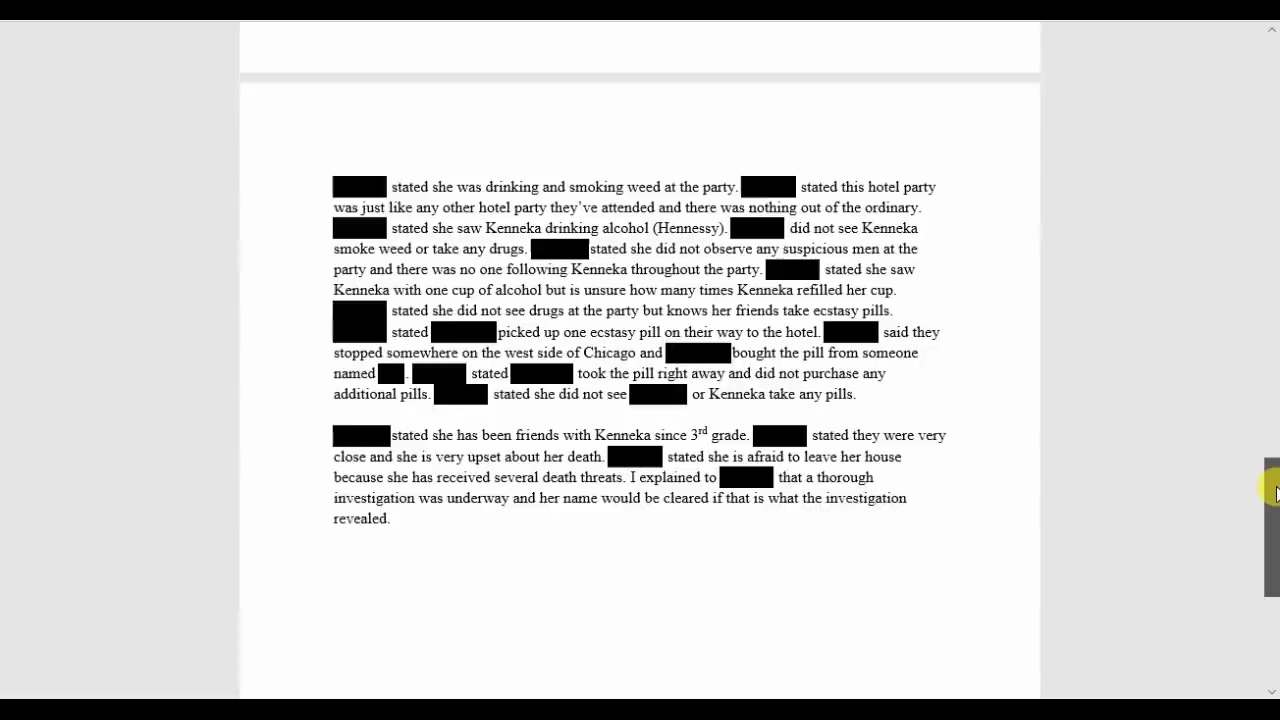 stated she was drinking and smoking weed at the party. stated this hotel party
was just like any other hotel party they've attended and there was nothing out of the ordinary.
stated she saw Kenneka drinking alcohol (Hennessy). did not see Kenneka
smoke weed or take any drugs. stated she did not observe any suspicious men at the
party and there was no one following Kenneka throughout the party. stated she saw
Kenneka with one cup of alcohol but is unsure how many times Kenneka refilled her cup.
stated she did not see drugs at the party but knows her friends take ecstasy pills.
stated picked up one ecstasy pill on their way to the hotel. said they
stopped somewhere on the west side of Chicago and bought the pill from someone
named . stated took the pill right away and did not purchase any
additional pills. stated she did not see or Kenneka take any pills.
stated she has been friends with Kenneka since 3rd grade. stated they were very
close and she is very upset about her death. stated she is afraid to leave her house
because she has received several death threats. I explained to that a thorough
investigation was underway and her name would be cleared if that is what the investigation
revealed.